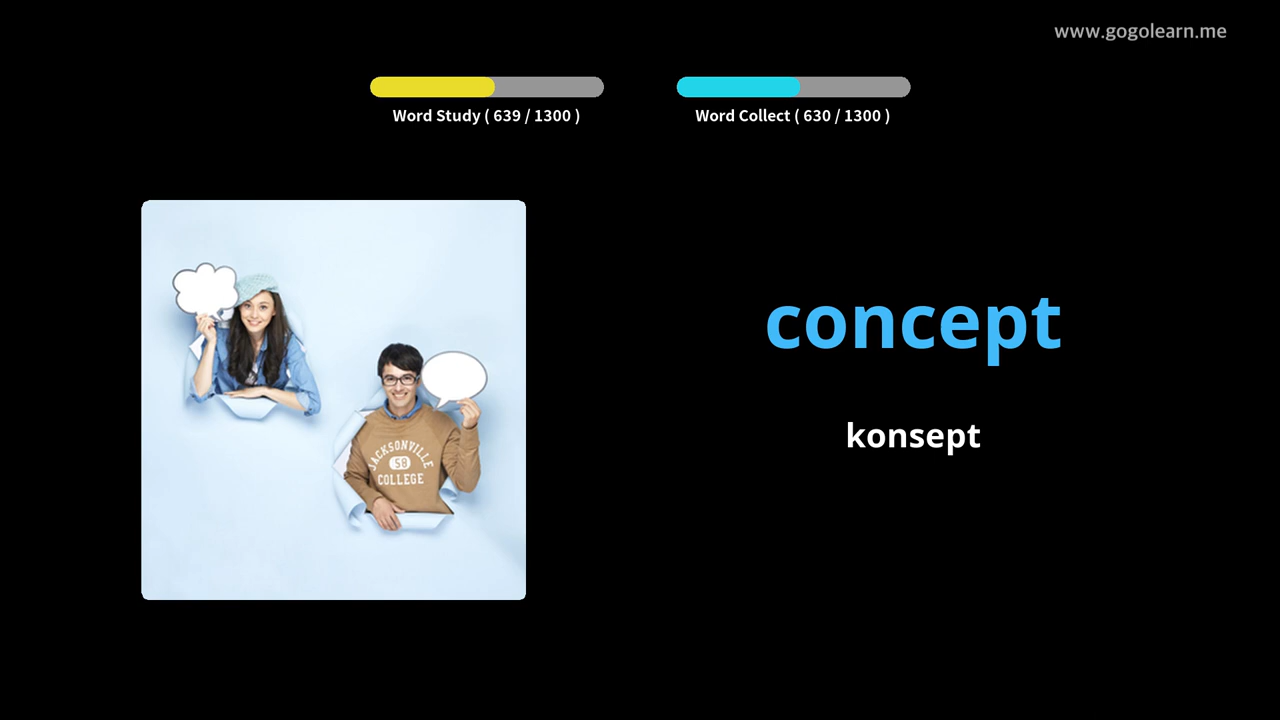 www.gogolearn.me
Word Study ( 639 / 1300 )
Word Collect ( 630 / 1300 )
concept
konsept
JACKSONVILLE
58
COLLEGE